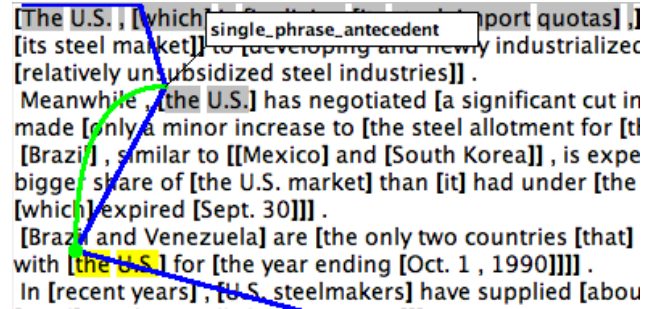 [The U.S. , [which] import quotas] ,]
single_phrase_antecedent
[its steel market]] to [developing and newly industrialized
[relatively unsubsidized steel industries]] .
Meanwhile , [the U.S.] has negotiated [a significant cut in
made [only a minor increase to [the steel allotment for [t
[Brazil] , similar to [[Mexico] and [South Korea]] , is expe
bigger share of [the U.S. market] than [it] had under [the
[which] expired [Sept. 30]]] .
[Brazil and Venezuela] are [the only two countries [that]
with [the U.S.] for [the year ending [Oct. 1 , 1990]]]] .
In [recent years] , [U.S. steelmakers] have supplied [abou